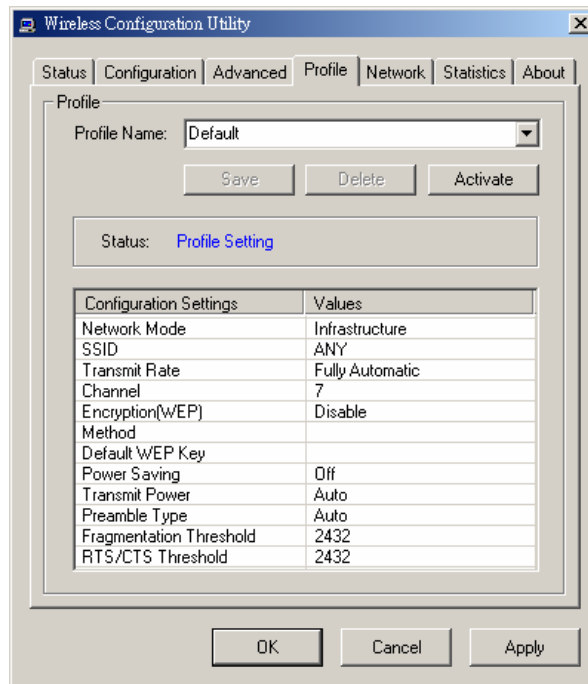 Wireless Configuration Utility
Status Configuration Advanced Profile Network Statistics About
Profile
Profile Name: Default
Save Delete Activate
Status: Profile Setting
Configuration Settings Values
Network Mode Infrastructure
SSID ANY
Transmit Rate Fully Automatic
Channel 7
Encryption(WEP) Disable
Method
Default WEP Key
Power Saving Off
Transmit Power Auto
Preamble Type Auto
Fragmentation Threshold 2432
RTS/CTS Threshold 2432
OK Cancel Apply